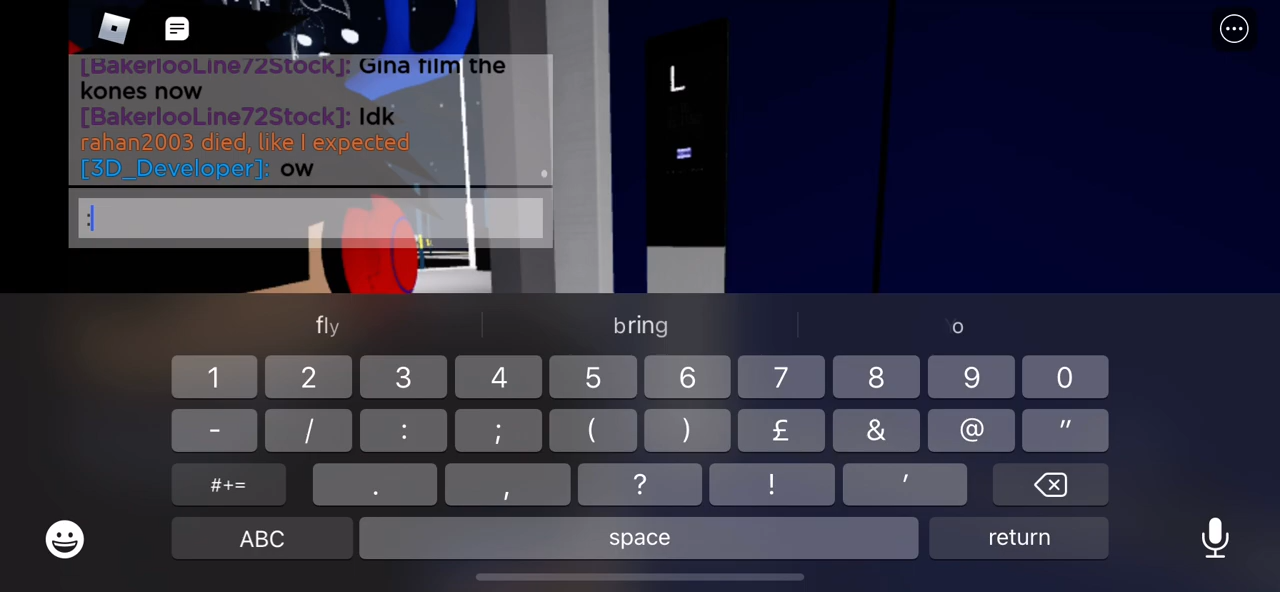 [BakerlooLine72Stock]: Gina film the
kones now
[BakerlooLine72Stock]: Idk
rahan2003 died, like I expected
[3D_Developer]: ow
:
L
fly bring Yo
1 2 3 4 5 6 7 8 9 0
- / : ; ( ) £ & @ "
#+= . , ? ! '
ABC space return